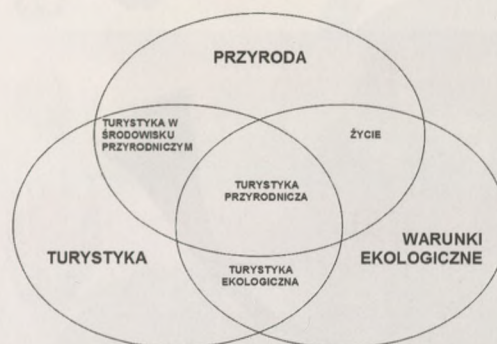 PRZYRODA
TURYSTYKA W
ŚRODOWISKU
PRZYRODNICZYM
ŻYCIE
TURYSTYKA
PRZYRODNICZA
TURYSTYKA
WARUNKI
EKOLOGICZNE
TURYSTYKA
EKOLOGICZNA